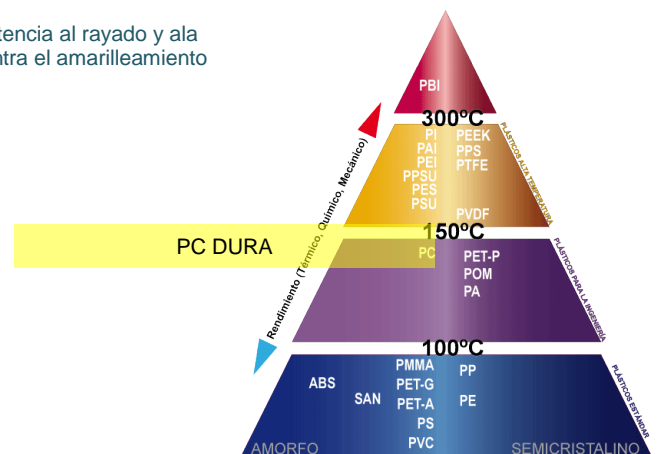 tencia al rayado y ala
ntra el amarilleamiento
PBI
300ºC
PI PEEK
PAI PPS
PEI PTFE
PPSU
PES
PSU
PVDF
PLÁSTICOS ALTA TEMPERATURA
Rendimiento (Térmico, Químico, Mecánico)
150ºC
PC DURA
PC PET-P
POM
PA
PLÁSTICOS PARA LA INGENIERÍA
100ºC
PMMA PP
ABS PET-G
SAN PET-A PE
PS
PVC
PLÁSTICOS ESTÁNDAR
AMORFO SEMICRISTALINO